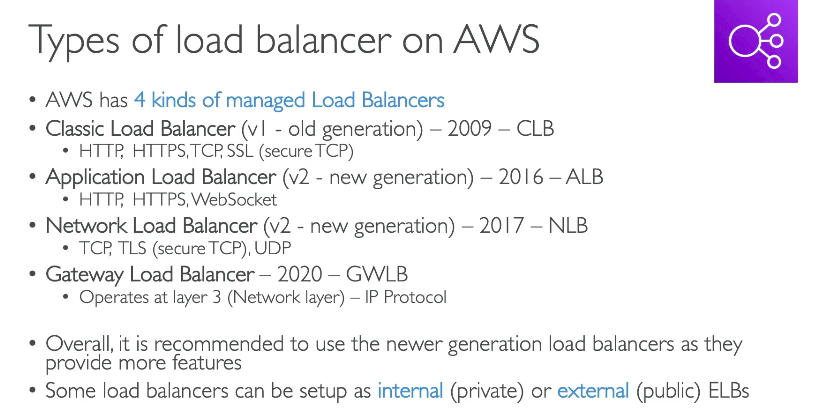 Types of load balancer on AWS
• AWS has 4 kinds of managed Load Balancers
• Classic Load Balancer (v1 - old generation) – 2009 – CLB
• HTTP, HTTPS, TCP, SSL (secure TCP)
• Application Load Balancer (v2 - new generation) – 2016 – ALB
• HTTP, HTTPS, WebSocket
• Network Load Balancer (v2 - new generation) – 2017 – NLB
• TCP, TLS (secure TCP), UDP
• Gateway Load Balancer – 2020 – GWLB
• Operates at layer 3 (Network layer) – IP Protocol
• Overall, it is recommended to use the newer generation load balancers as they
provide more features
• Some load balancers can be setup as internal (private) or external (public) ELBs